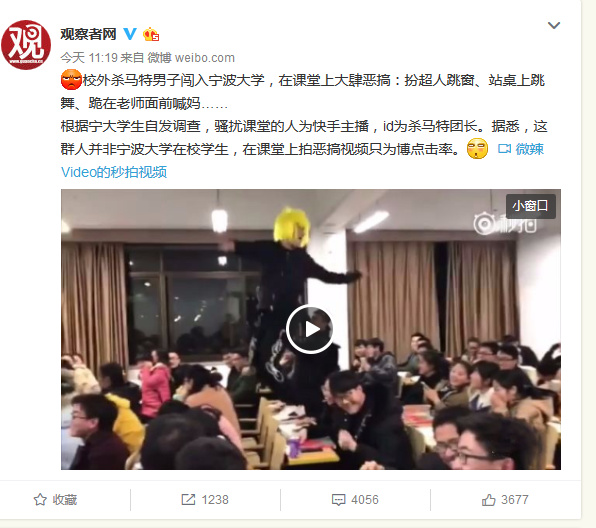 观
www.guancha.cn
观察者网
今天 11:19 来自 微博 weibo.com
校外杀马特男子闯入宁波大学，在课堂上大肆恶搞：扮超人跳窗、站桌上跳
舞、跪在老师面前喊妈……
根据宁大学生自发调查，骚扰课堂的人为快手主播，id为杀马特团长。据悉，这
群人并非宁波大学在校学生，在课堂上拍恶搞视频只为博点击率。 微辣
Video的秒拍视频
小窗口
秒拍
收藏
1238
4056
3677